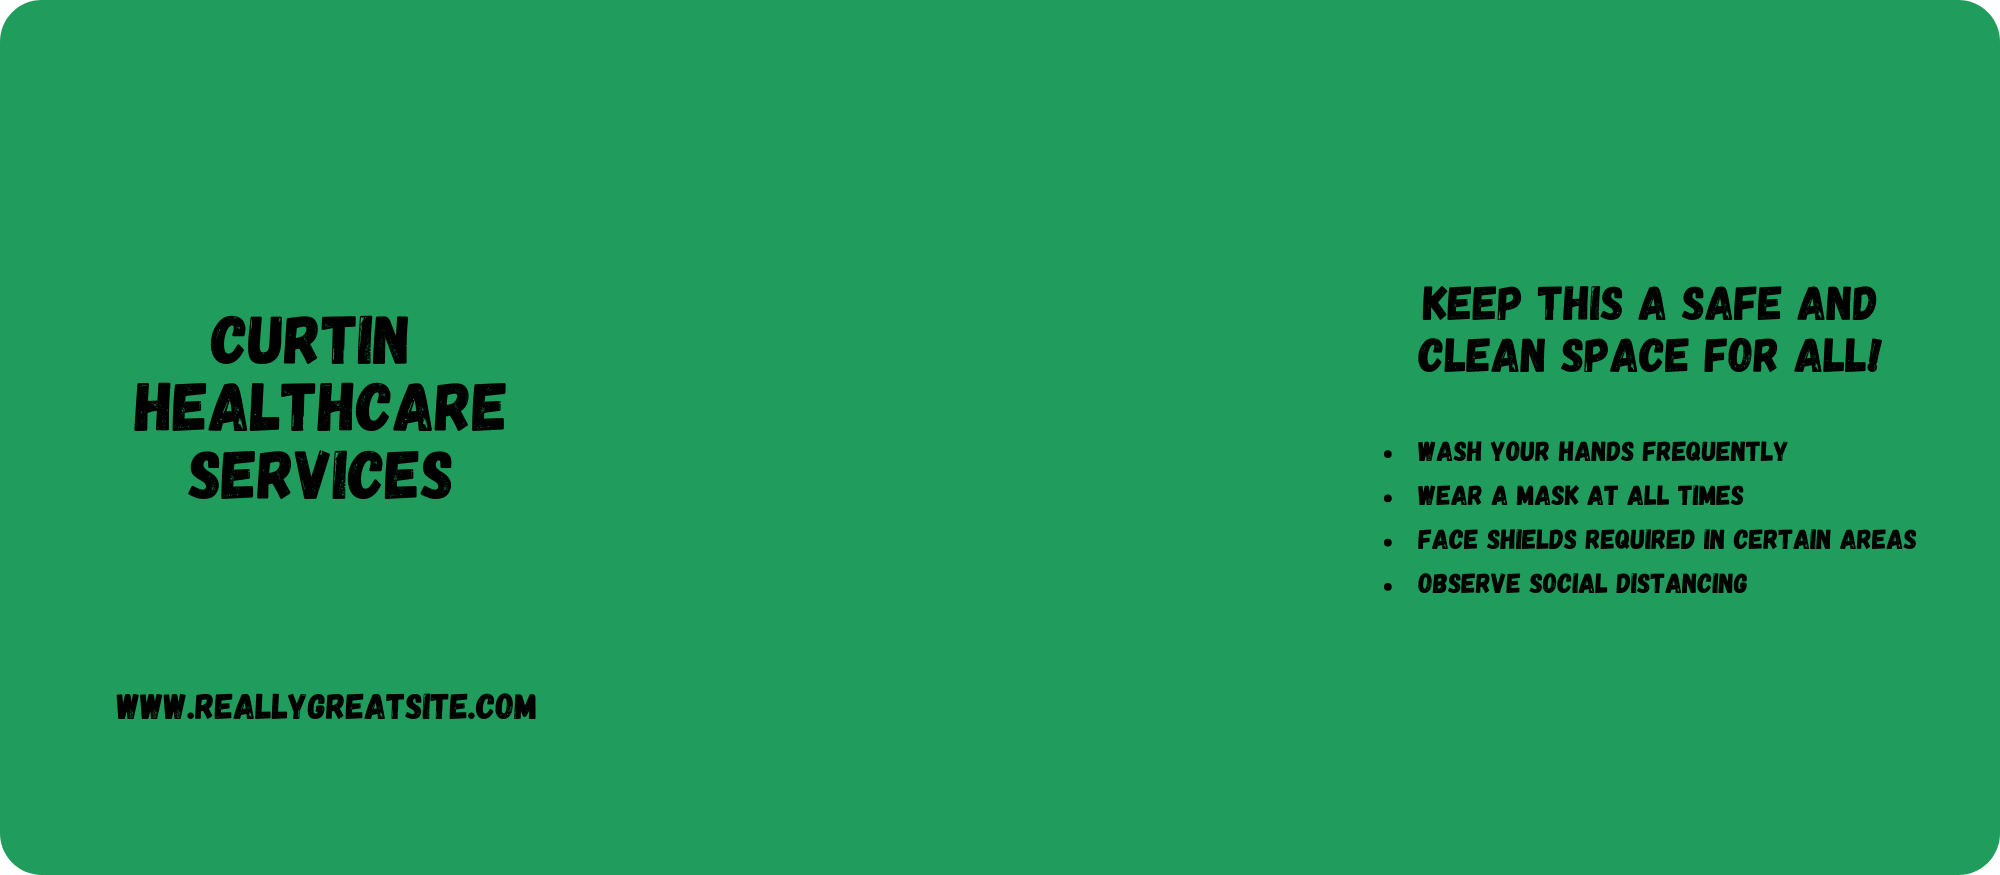 CURTIN
HEALTHCARE
SERVICES
WWW.REALLYGREATSITE.COM
KEEP THIS A SAFE AND
CLEAN SPACE FOR ALL!
• WASH YOUR HANDS FREQUENTLY
• WEAR A MASK AT ALL TIMES
• FACE SHIELDS REQUIRED IN CERTAIN AREAS
• OBSERVE SOCIAL DISTANCING